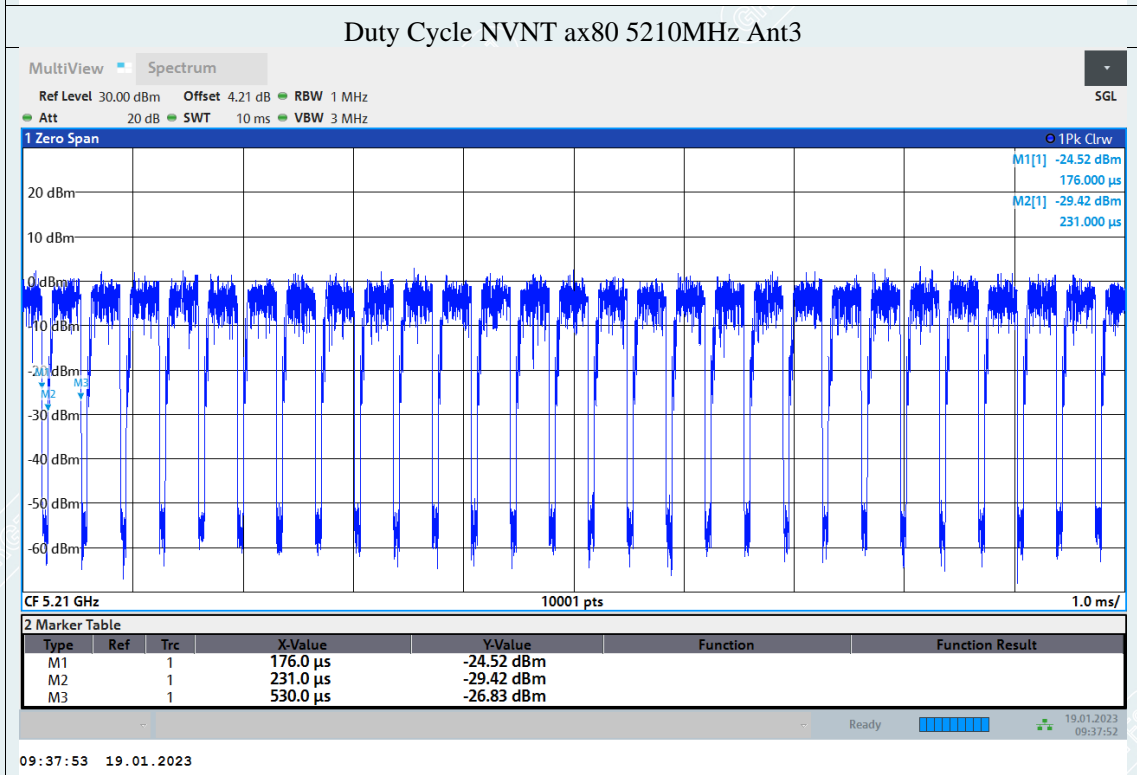 Duty Cycle NVNT ax80 5210MHz Ant3
MultiView Spectrum
Ref Level 30.00 dBm Offset 4.21 dB RBW 1 MHz SGL
Att 20 dB SWT 10 ms VBW 3 MHz
1 Zero Span 1Pk Clrw
M1[1] -24.52 dBm
176.000 µs
20 dBm
M2[1] -29.42 dBm
231.000 µs
10 dBm
0 dBm
-10 dBm
-20 dBm
M1
M3
M2
-30 dBm
-40 dBm
-50 dBm
-60 dBm
CF 5.21 GHz 10001 pts 1.0 ms/
2 Marker Table
Type Ref Trc X-Value Y-Value Function Function Result
M1 1 176.0 µs -24.52 dBm
M2 1 231.0 µs -29.42 dBm
M3 1 530.0 µs -26.83 dBm
Ready 19.01.2023
09:37:52
09:37:53 19.01.2023